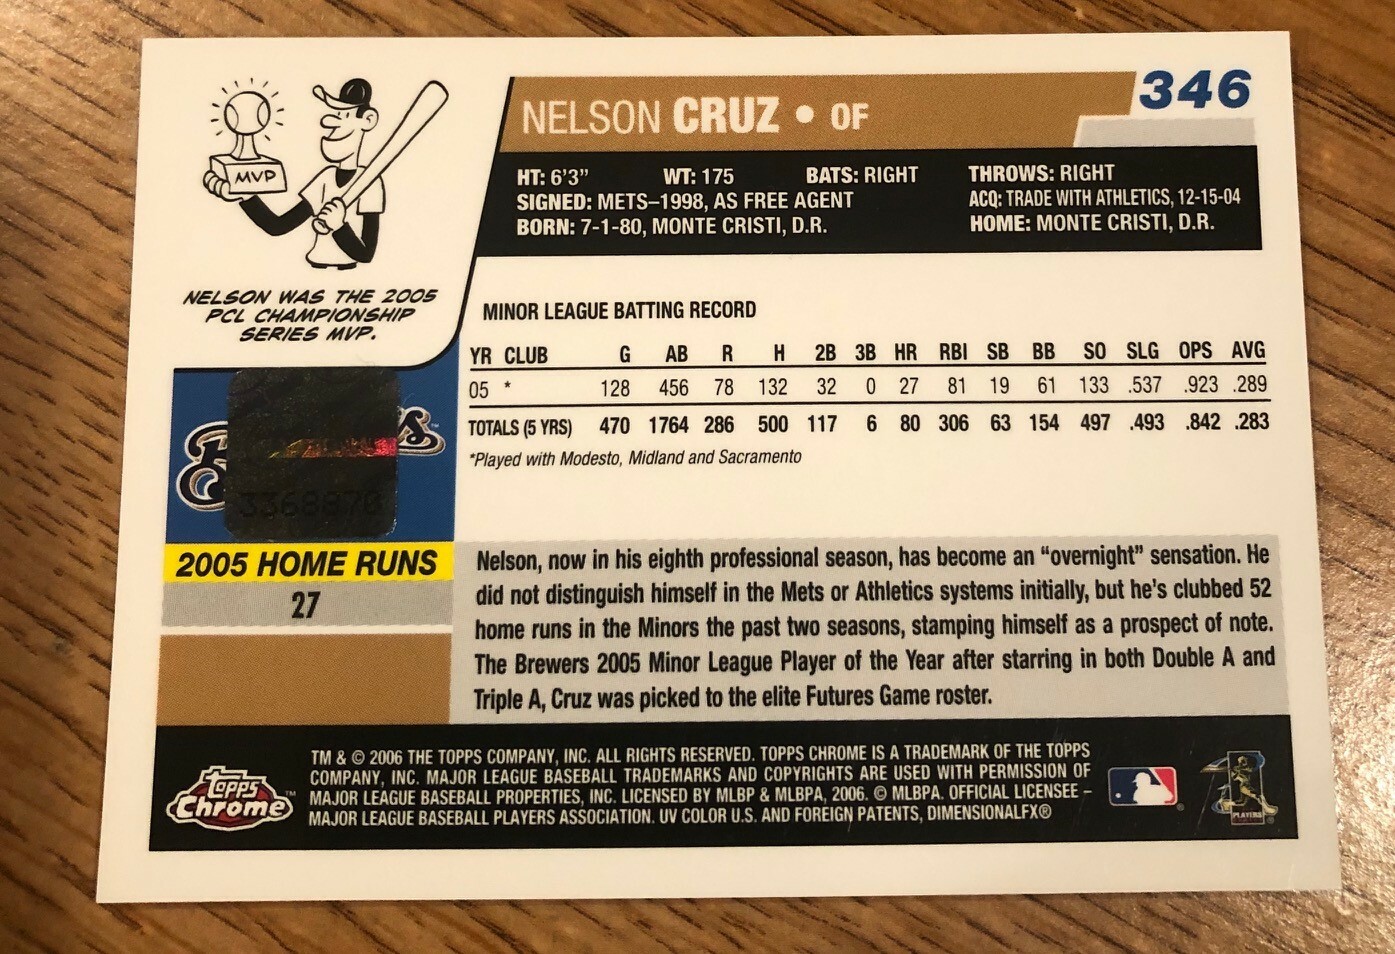 MVP
NELSON WAS THE 2005
PCL CHAMPIONSHIP
SERIES MVP.
NELSON CRUZ • OF
346
HT: 6'3" WT: 175 BATS: RIGHT THROWS: RIGHT
SIGNED: METS–1998, AS FREE AGENT ACQ: TRADE WITH ATHLETICS, 12-15-04
BORN: 7-1-80, MONTE CRISTI, D.R. HOME: MONTE CRISTI, D.R.
MINOR LEAGUE BATTING RECORD
YR CLUB G AB R H 2B 3B HR RBI SB BB SO SLG OPS AVG
05 * 128 456 78 132 32 0 27 81 19 61 133 .537 .923 .289
TOTALS (5 YRS) 470 1764 286 500 117 6 80 306 63 154 497 .493 .842 .283
*Played with Modesto, Midland and Sacramento
3368870
2005 HOME RUNS
27
Nelson, now in his eighth professional season, has become an “overnight” sensation. He
did not distinguish himself in the Mets or Athletics systems initially, but he's clubbed 52
home runs in the Minors the past two seasons, stamping himself as a prospect of note.
The Brewers 2005 Minor League Player of the Year after starring in both Double A and
Triple A, Cruz was picked to the elite Futures Game roster.
Topps
Chrome™
TM & © 2006 THE TOPPS COMPANY, INC. ALL RIGHTS RESERVED. TOPPS CHROME IS A TRADEMARK OF THE TOPPS
COMPANY, INC. MAJOR LEAGUE BASEBALL TRADEMARKS AND COPYRIGHTS ARE USED WITH PERMISSION OF
MAJOR LEAGUE BASEBALL PROPERTIES, INC. LICENSED BY MLBP & MLBPA, 2006. © MLBPA. OFFICIAL LICENSEE –
MAJOR LEAGUE BASEBALL PLAYERS ASSOCIATION. UV COLOR U.S. AND FOREIGN PATENTS, DIMENSIONALFX®
PLAYERS